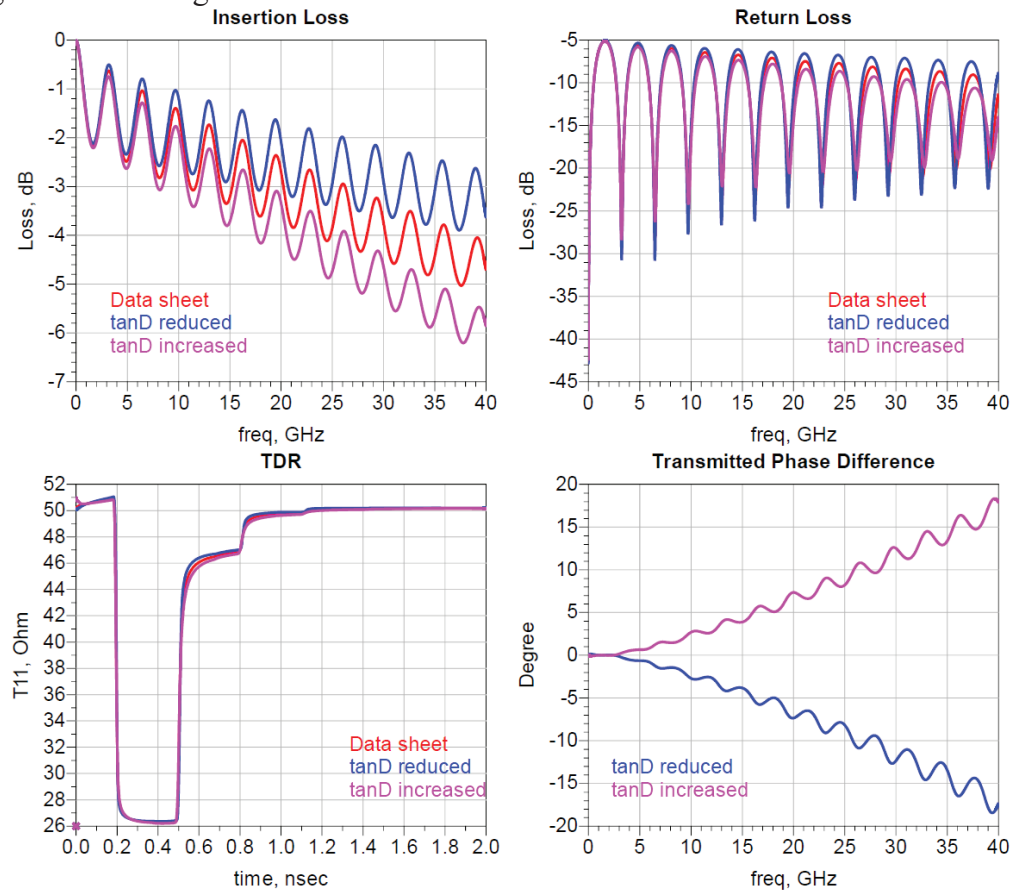 Insertion Loss
0
-1
-2
-3
-4
-5
-6
-7
Loss, dB
Data sheet
tanD reduced
tanD increased
0 5 10 15 20 25 30 35 40
freq, GHz
Return Loss
-5
-10
-15
-20
-25
-30
-35
-40
-45
Loss, dB
Data sheet
tanD reduced
tanD increased
0 5 10 15 20 25 30 35 40
freq, GHz
TDR
52
50
48
46
44
42
40
38
36
34
32
30
28
26
T11, Ohm
Data sheet
tanD reduced
tanD increased
0.0 0.2 0.4 0.6 0.8 1.0 1.2 1.4 1.6 1.8 2.0
time, nsec
Transmitted Phase Difference
20
15
10
5
0
-5
-10
-15
-20
Degree
tanD reduced
tanD increased
0 5 10 15 20 25 30 35 40
freq, GHz